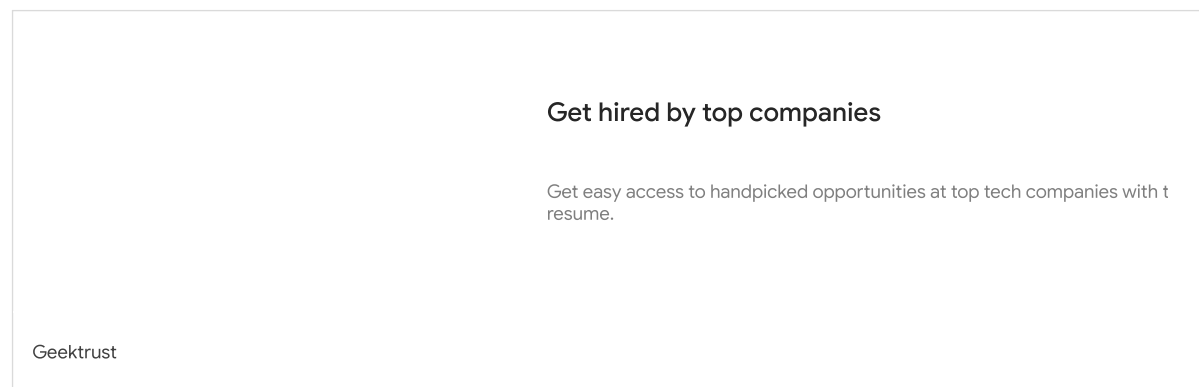 Get hired by top companies
Get easy access to handpicked opportunities at top tech companies with t
resume.
Geektrust